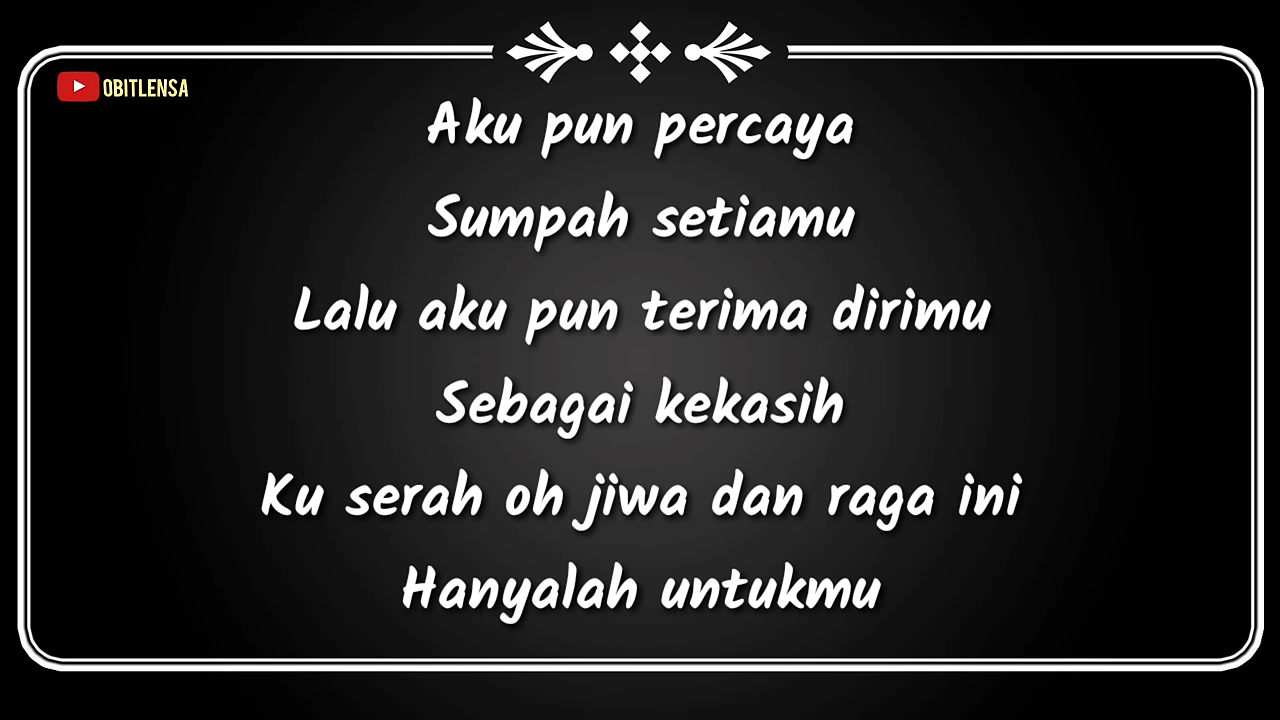 OBITLENSA
Aku pun percaya
Sumpah setiamu
Lalu aku pun terima dirimu
Sebagai kekasih
Ku serah oh jiwa dan raga ini
Hanyalah untukmu